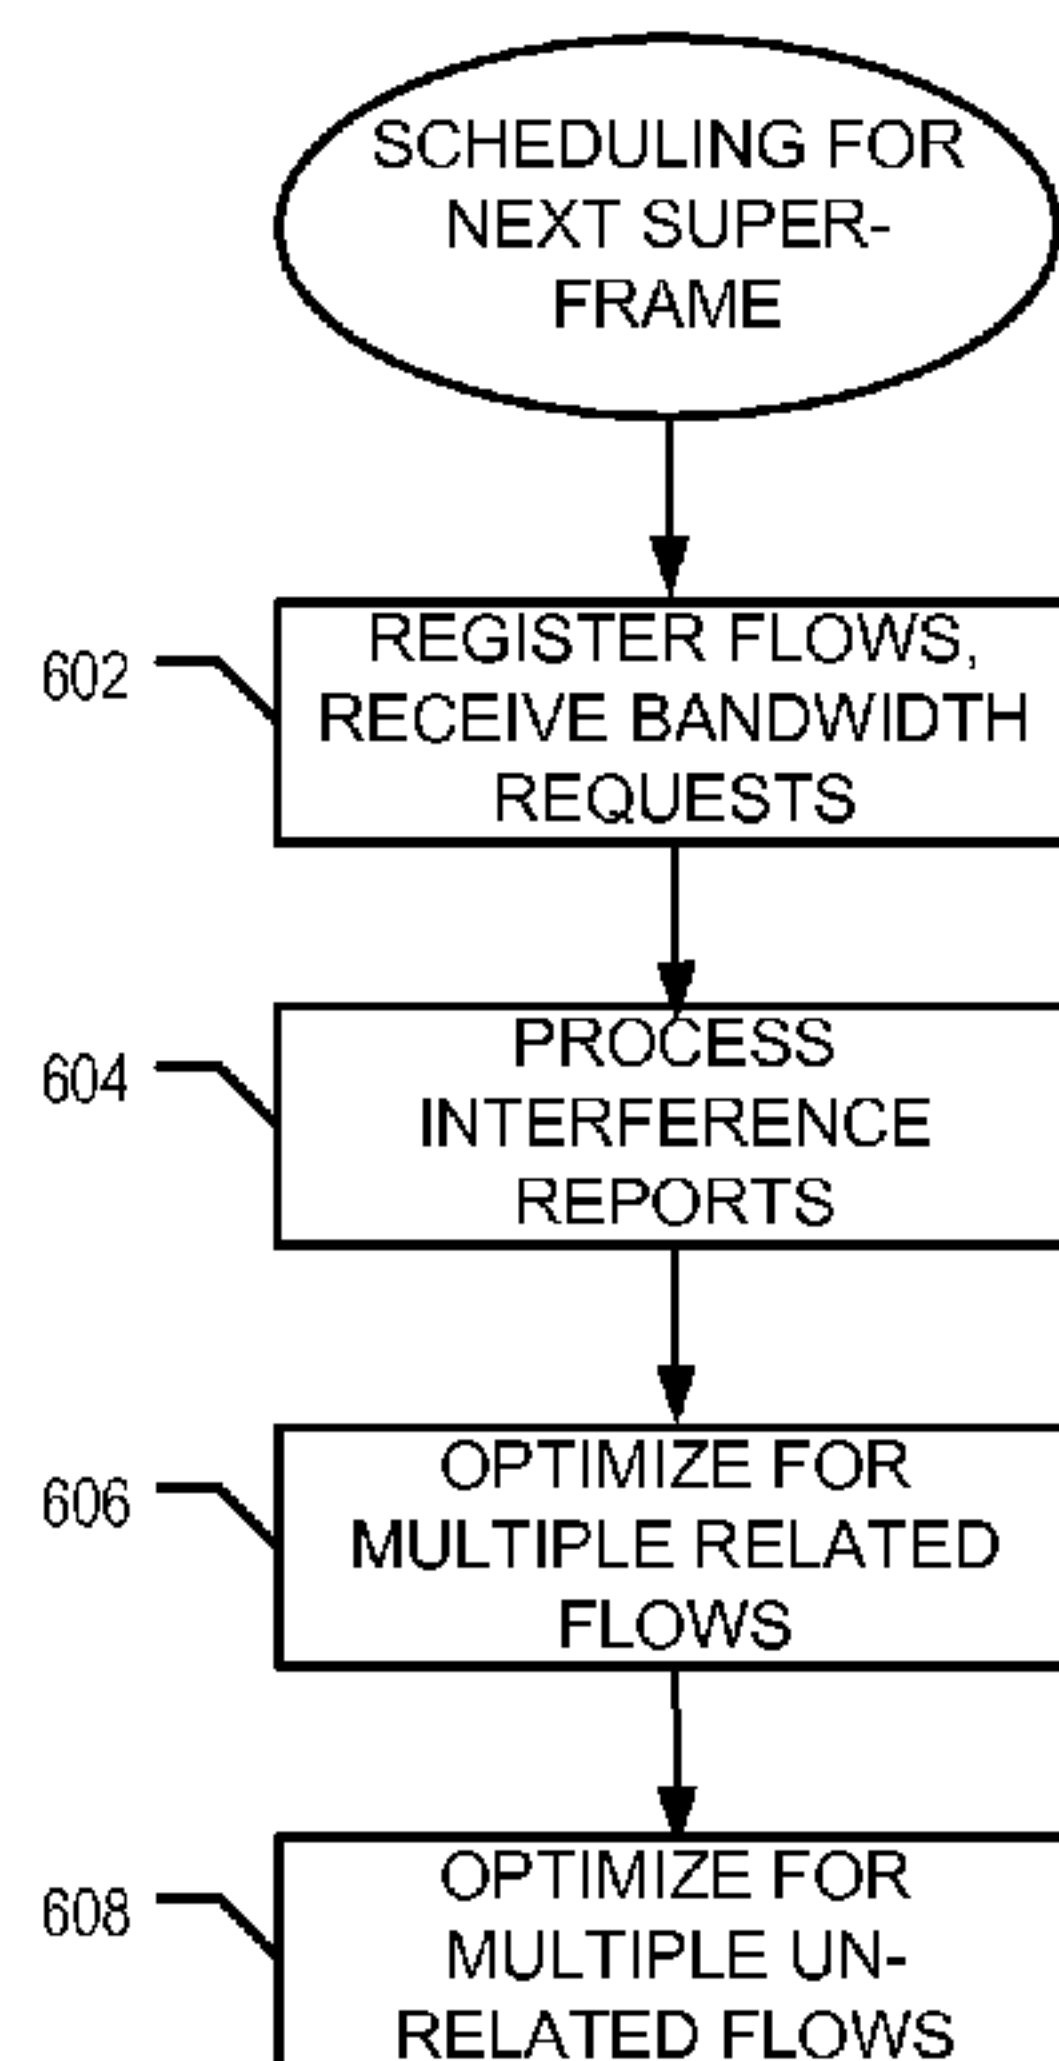 SCHEDULING FOR
NEXT SUPER-
FRAME
602
REGISTER FLOWS,
RECEIVE BANDWIDTH
REQUESTS
604
PROCESS
INTERFERENCE
REPORTS
606
OPTIMIZE FOR
MULTIPLE RELATED
FLOWS
608
OPTIMIZE FOR
MULTIPLE UN-
RELATED FLOWS